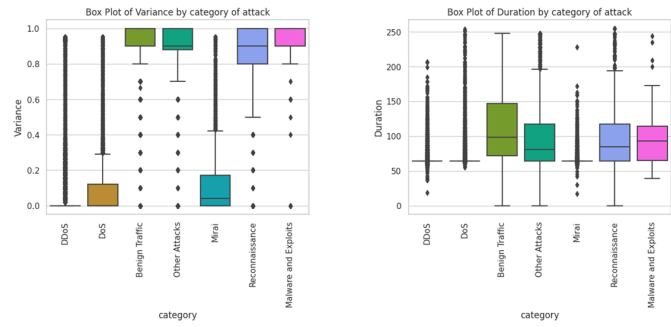 Box Plot of Variance by category of attack
1.0
0.8
0.6
0.4
0.2
0.0
Variance
DDoS
DoS
Benign Traffic
Other Attacks
Mirai
Reconnaissance
Malware and Exploits
category
Box Plot of Duration by category of attack
250
200
150
100
50
0
Duration
DDoS
DoS
Benign Traffic
Other Attacks
Mirai
Reconnaissance
Malware and Exploits
category